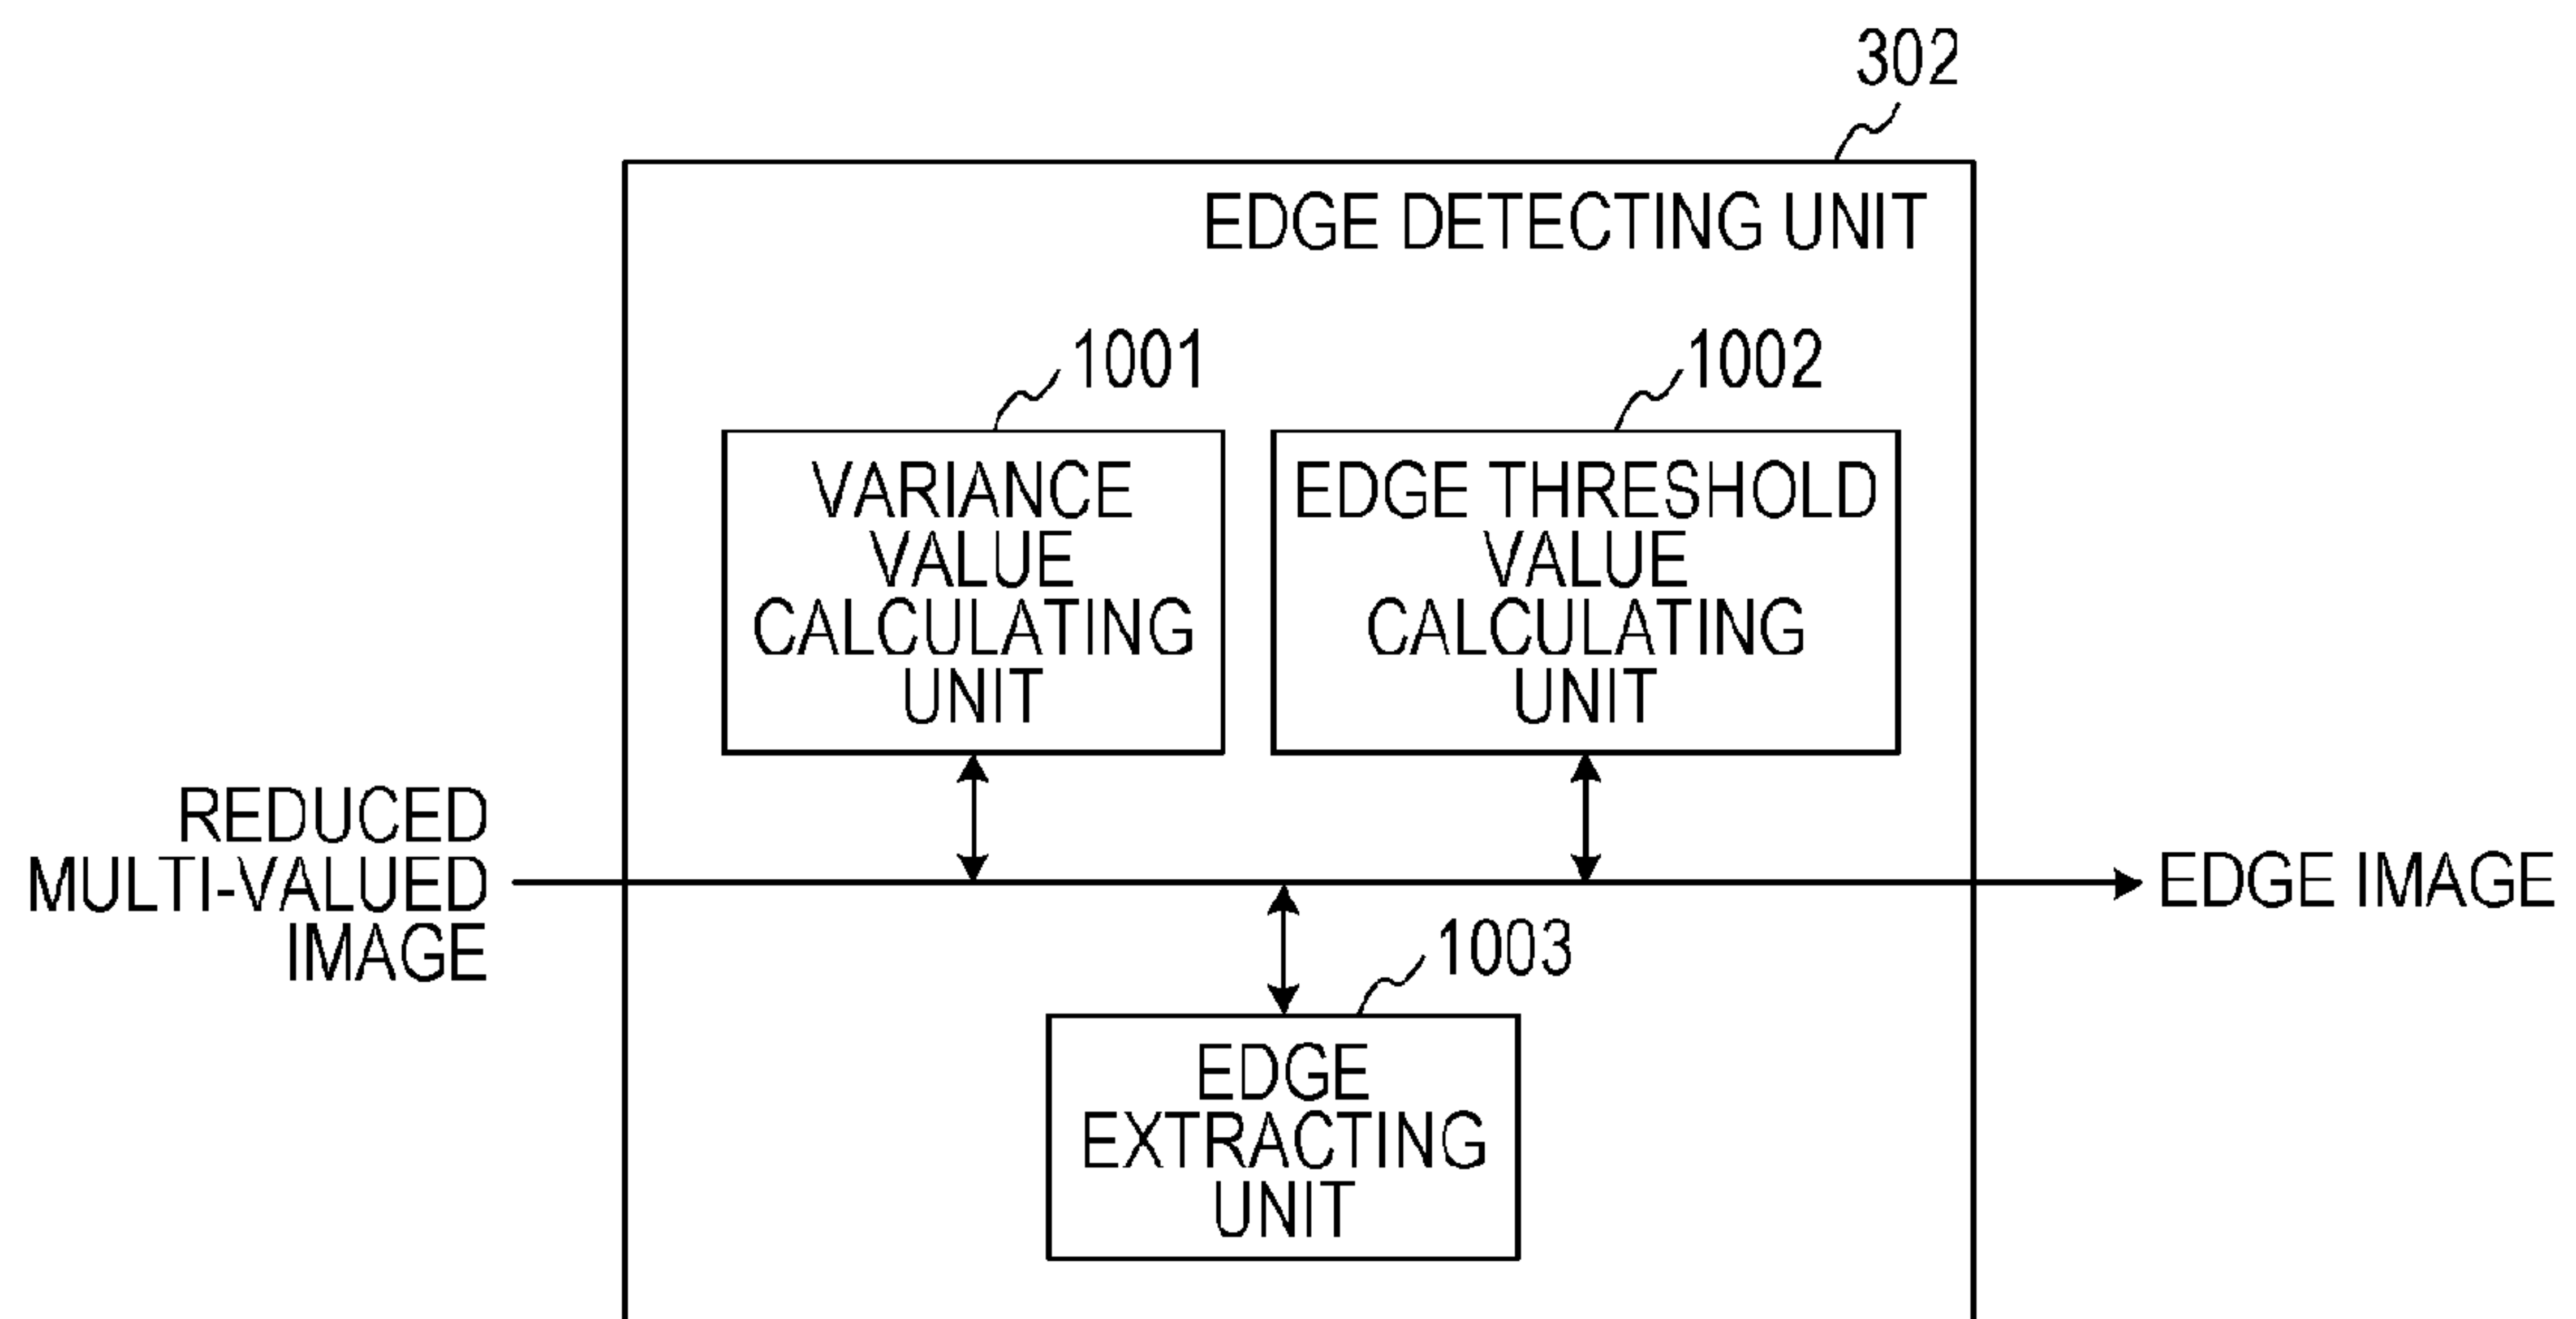 302
EDGE DETECTING UNIT
1001
1002
VARIANCE
VALUE
CALCULATING
UNIT
EDGE THRESHOLD
VALUE
CALCULATING
UNIT
REDUCED
MULTI-VALUED
IMAGE
EDGE IMAGE
1003
EDGE
EXTRACTING
UNIT